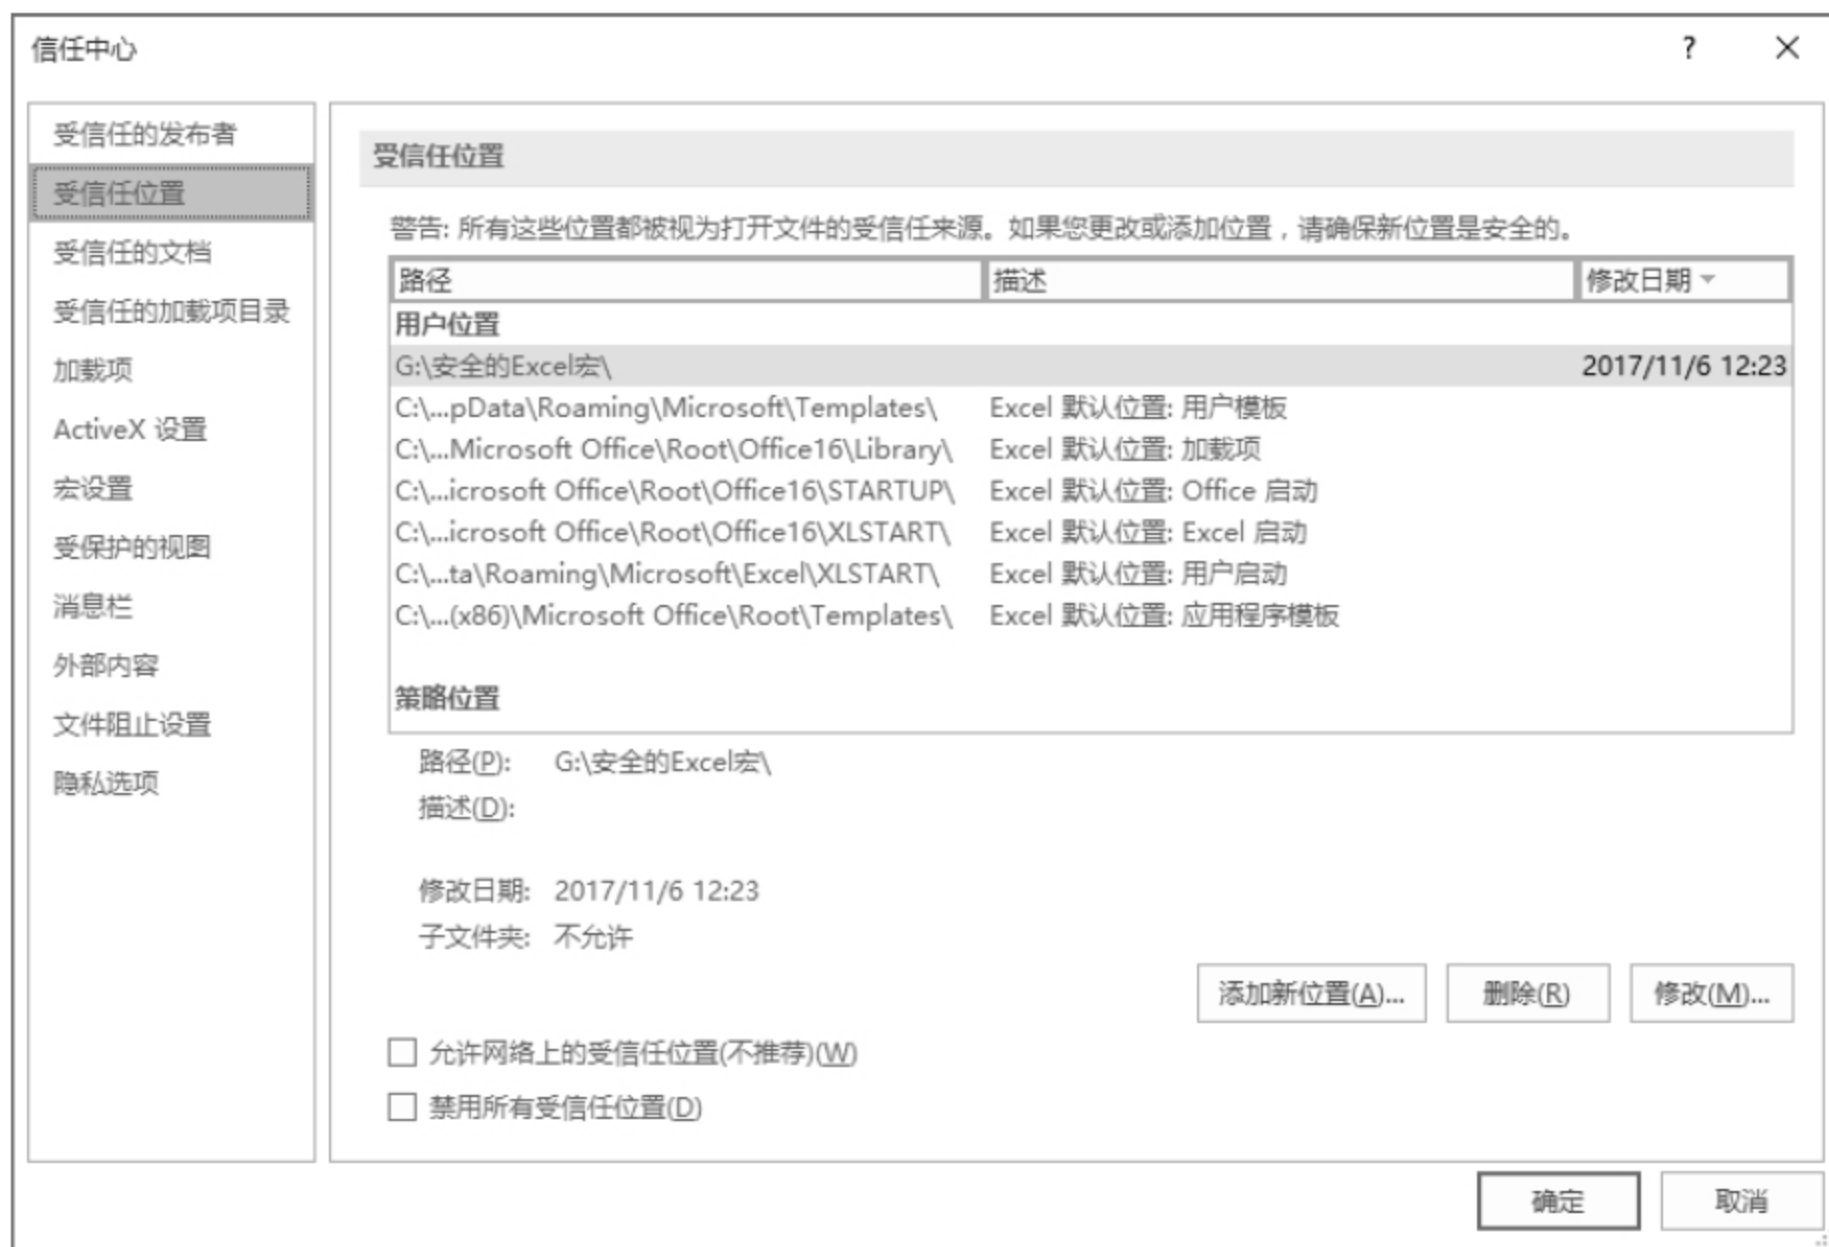 信任中心
?
受信任的发布者
受信任位置
受信任的文档
受信任的加载项目录
加载项
ActiveX 设置
宏设置
受保护的视图
消息栏
外部内容
文件阻止设置
隐私选项
受信任位置
警告: 所有这些位置都被视为打开文件的受信任来源。如果您更改或添加位置，请确保新位置是安全的。
路径 描述 修改日期
用户位置
G:\安全的Excel宏\ 2017/11/6 12:23
C:\...pData\Roaming\Microsoft\Templates\ Excel 默认位置: 用户模板
C:\...Microsoft Office\Root\Office16\Library\ Excel 默认位置: 加载项
C:\...icrosoft Office\Root\Office16\STARTUP\ Excel 默认位置: Office 启动
C:\...icrosoft Office\Root\Office16\XLSTART\ Excel 默认位置: Excel 启动
C:\...ta\Roaming\Microsoft\Excel\XLSTART\ Excel 默认位置: 用户启动
C:\...(x86)\Microsoft Office\Root\Templates\ Excel 默认位置: 应用程序模板
策略位置
路径(P): G:\安全的Excel宏\
描述(D):
修改日期: 2017/11/6 12:23
子文件夹: 不允许
添加新位置(A)... 删除(R) 修改(M)...
允许网络上的受信任位置(不推荐)(W)
禁用所有受信任位置(D)
确定 取消